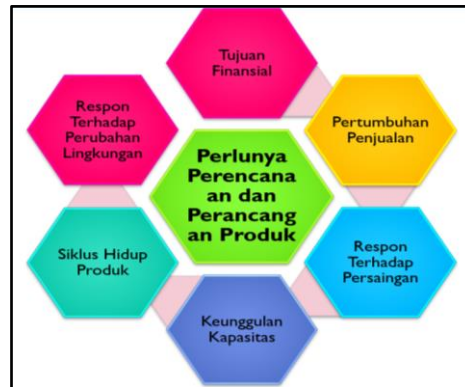 Tujuan
Finansial
Pertumbuhan
Penjualan
Respon
Terhadap
Persaingan
Keunggulan
Kapasitas
Siklus Hidup
Produk
Respon
Terhadap
Perubahan
Lingkungan
Perlunya
Perencana
an dan
Perancang
an Produk